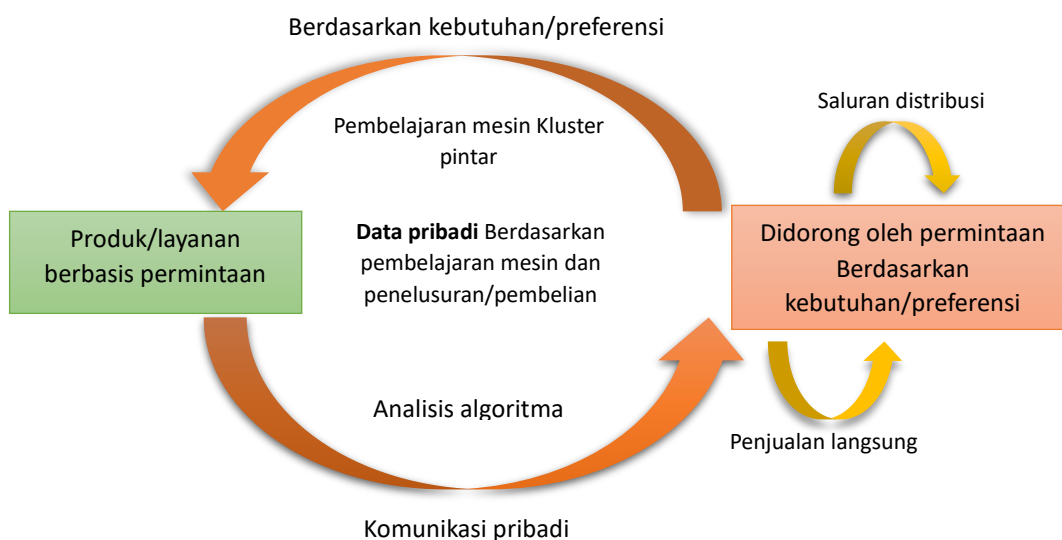 Berdasarkan kebutuhan/preferensi
Saluran distribusi
Pembelajaran mesin Kluster
pintar
Produk/layanan
berbasis permintaan
Data pribadi Berdasarkan
pembelajaran mesin dan
penelusuran/pembelian
Didorong oleh permintaan
Berdasarkan
kebutuhan/preferensi
Analisis algoritma
Penjualan langsung
Komunikasi pribadi